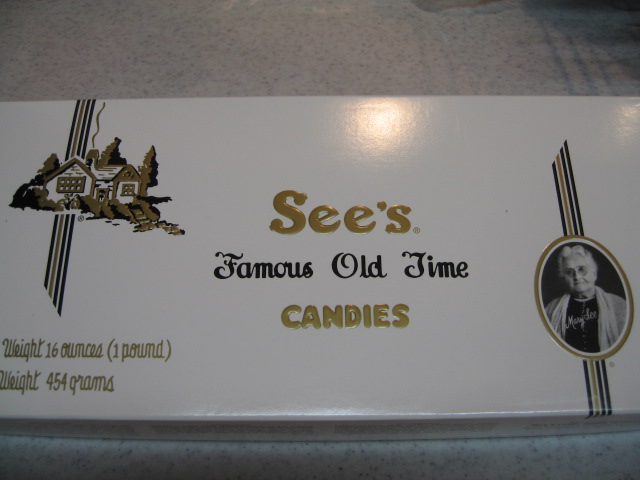 See's®
Famous Old Time
CANDIES
Mary See
Weight 16 ounces (1 pound)
Weight 454 grams